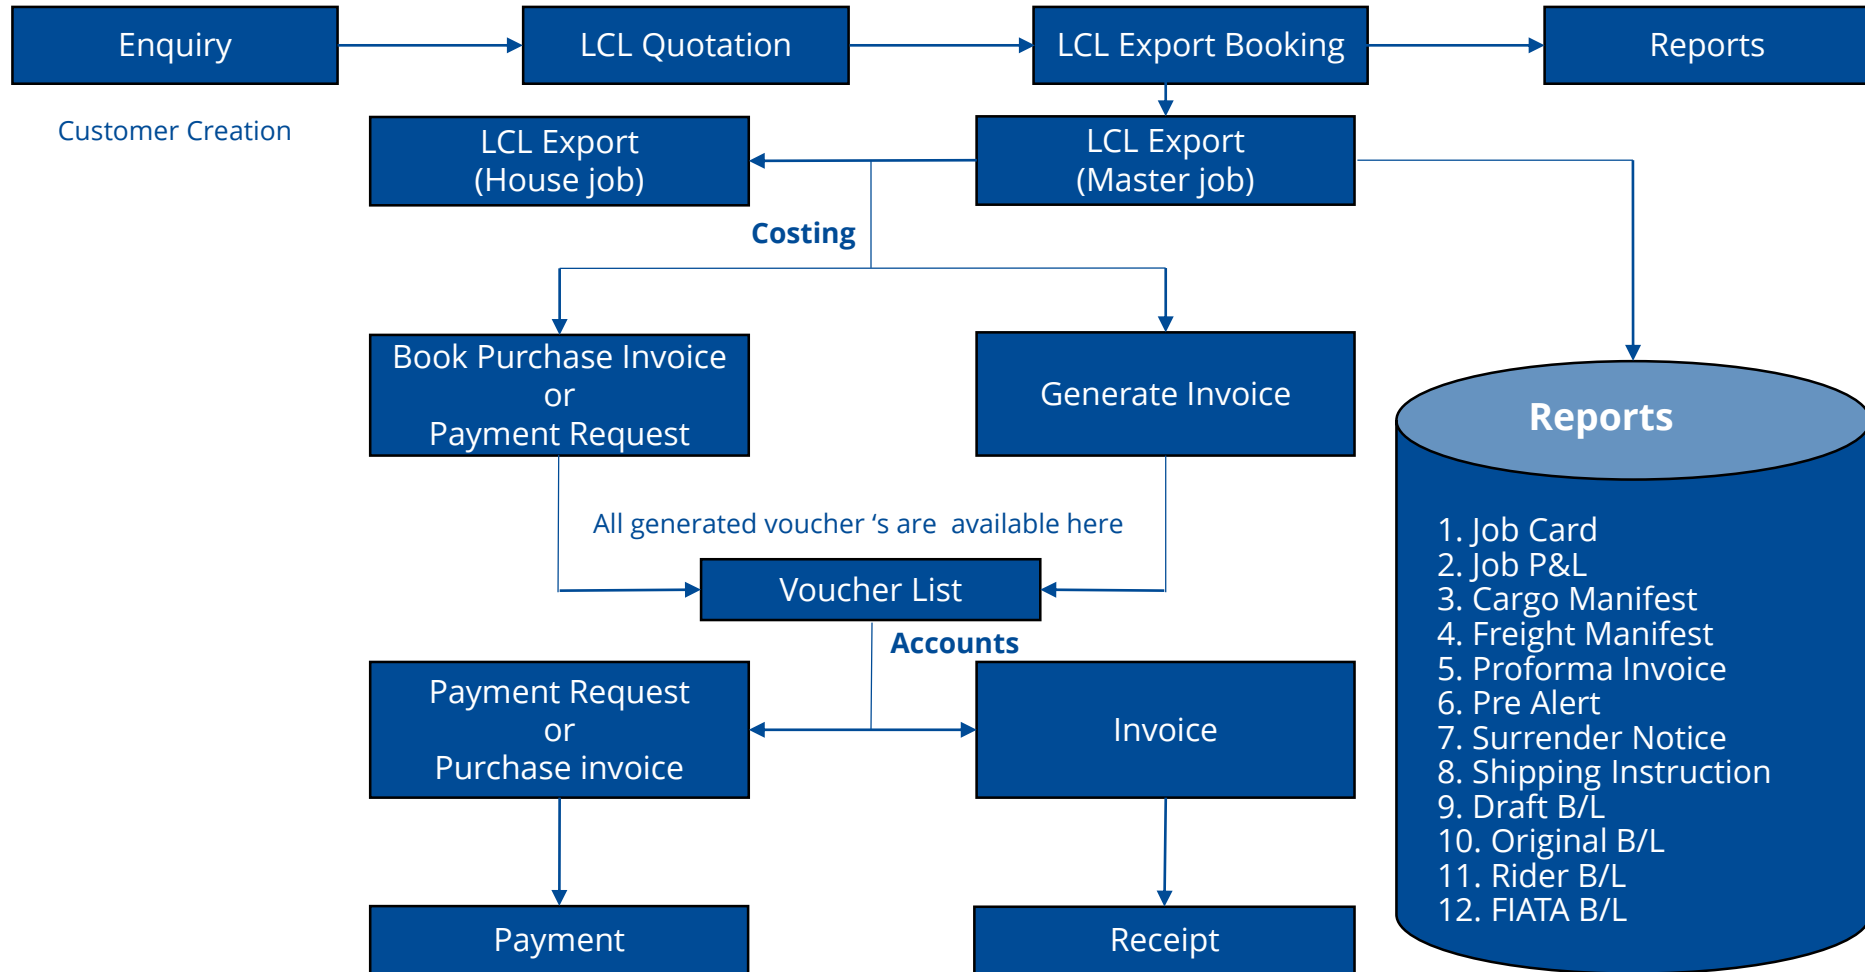 Enquiry
LCL Quotation
LCL Export Booking
Reports
Customer Creation
LCL Export
(House job)
LCL Export
(Master job)
Costing
Book Purchase Invoice
or
Payment Request
Generate Invoice
All generated voucher ‘s are  available here
Voucher List
Accounts
Payment Request
or
Purchase invoice
Invoice
Payment
Receipt
Reports
1. Job Card
2. Job P&L
3. Cargo Manifest
4. Freight Manifest
5. Proforma Invoice
6. Pre Alert
7. Surrender Notice
8. Shipping Instruction
9. Draft B/L
10. Original B/L
11. Rider B/L
12. FIATA B/L